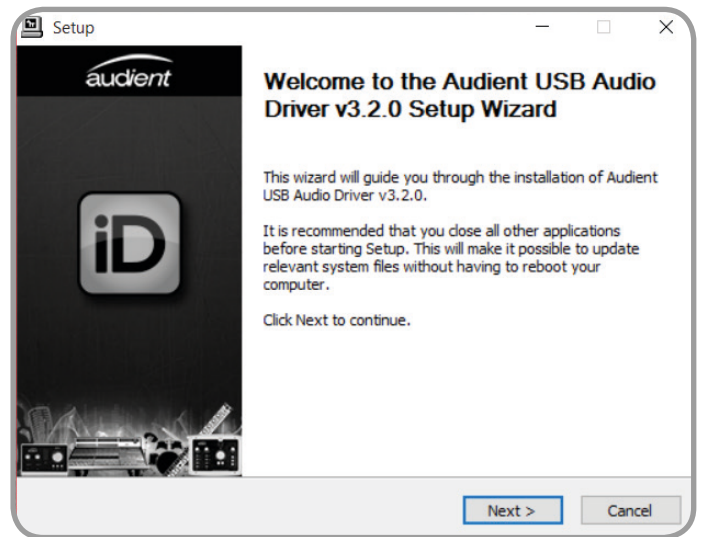 Setup
audient
Welcome to the Audient USB Audio
Driver v3.2.0 Setup Wizard
This wizard will guide you through the installation of Audient
USB Audio Driver v3.2.0.
It is recommended that you close all other applications
before starting Setup. This will make it possible to update
relevant system files without having to reboot your
computer.
Click Next to continue.
iD
Next >
Cancel